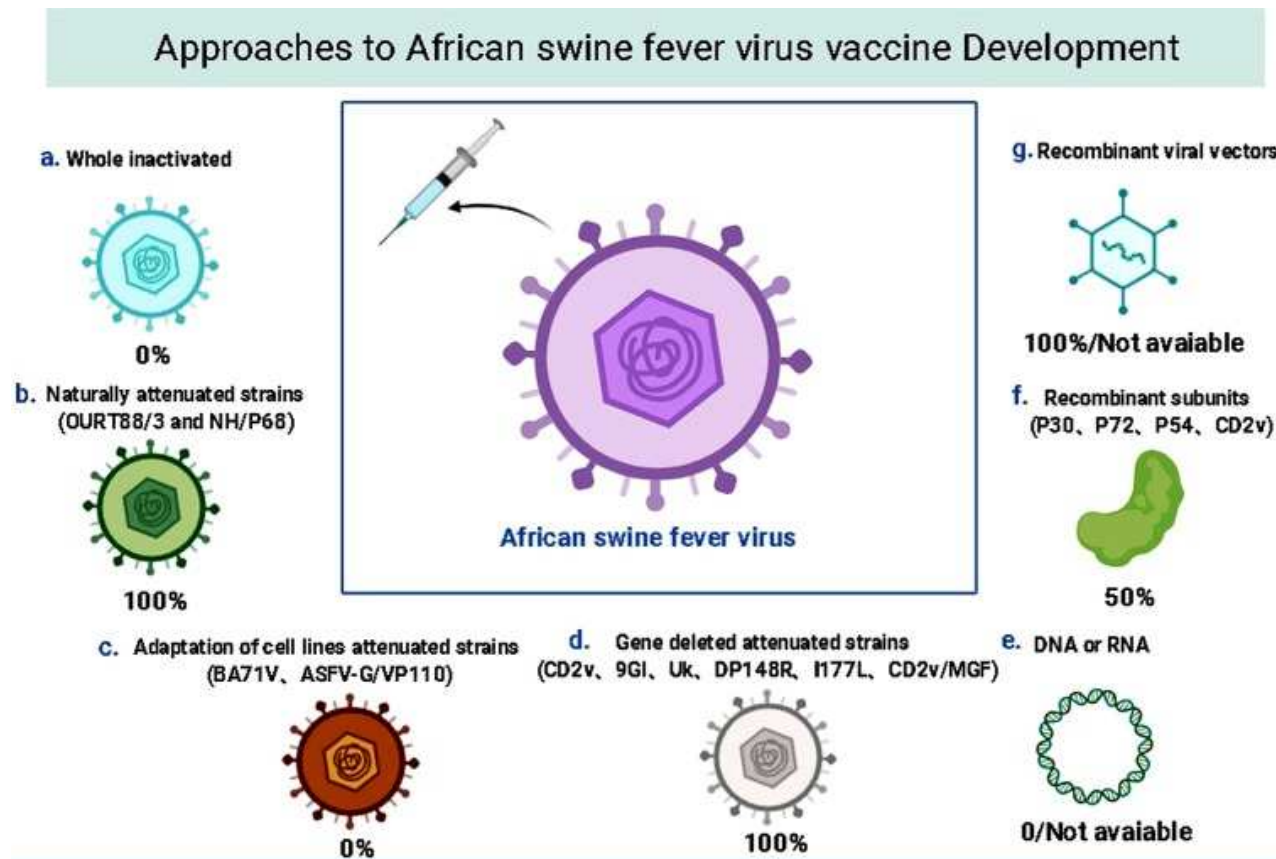 Approaches to African swine fever virus vaccine Development
a. Whole inactivated
0%
b. Naturally attenuated strains
(OURT88/3 and NH/P68)
100%
c. Adaptation of cell lines attenuated strains
(BA71V、ASFV-G/VP110)
0%
d. Gene deleted attenuated strains
(CD2v、9Gl、Uk、DP148R、I177L、CD2v/MGF)
100%
e. DNA or RNA
0/Not avaiable
f. Recombinant subunits
(P30、P72、P54、CD2v)
50%
g. Recombinant viral vectors
100%/Not avaiable
African swine fever virus